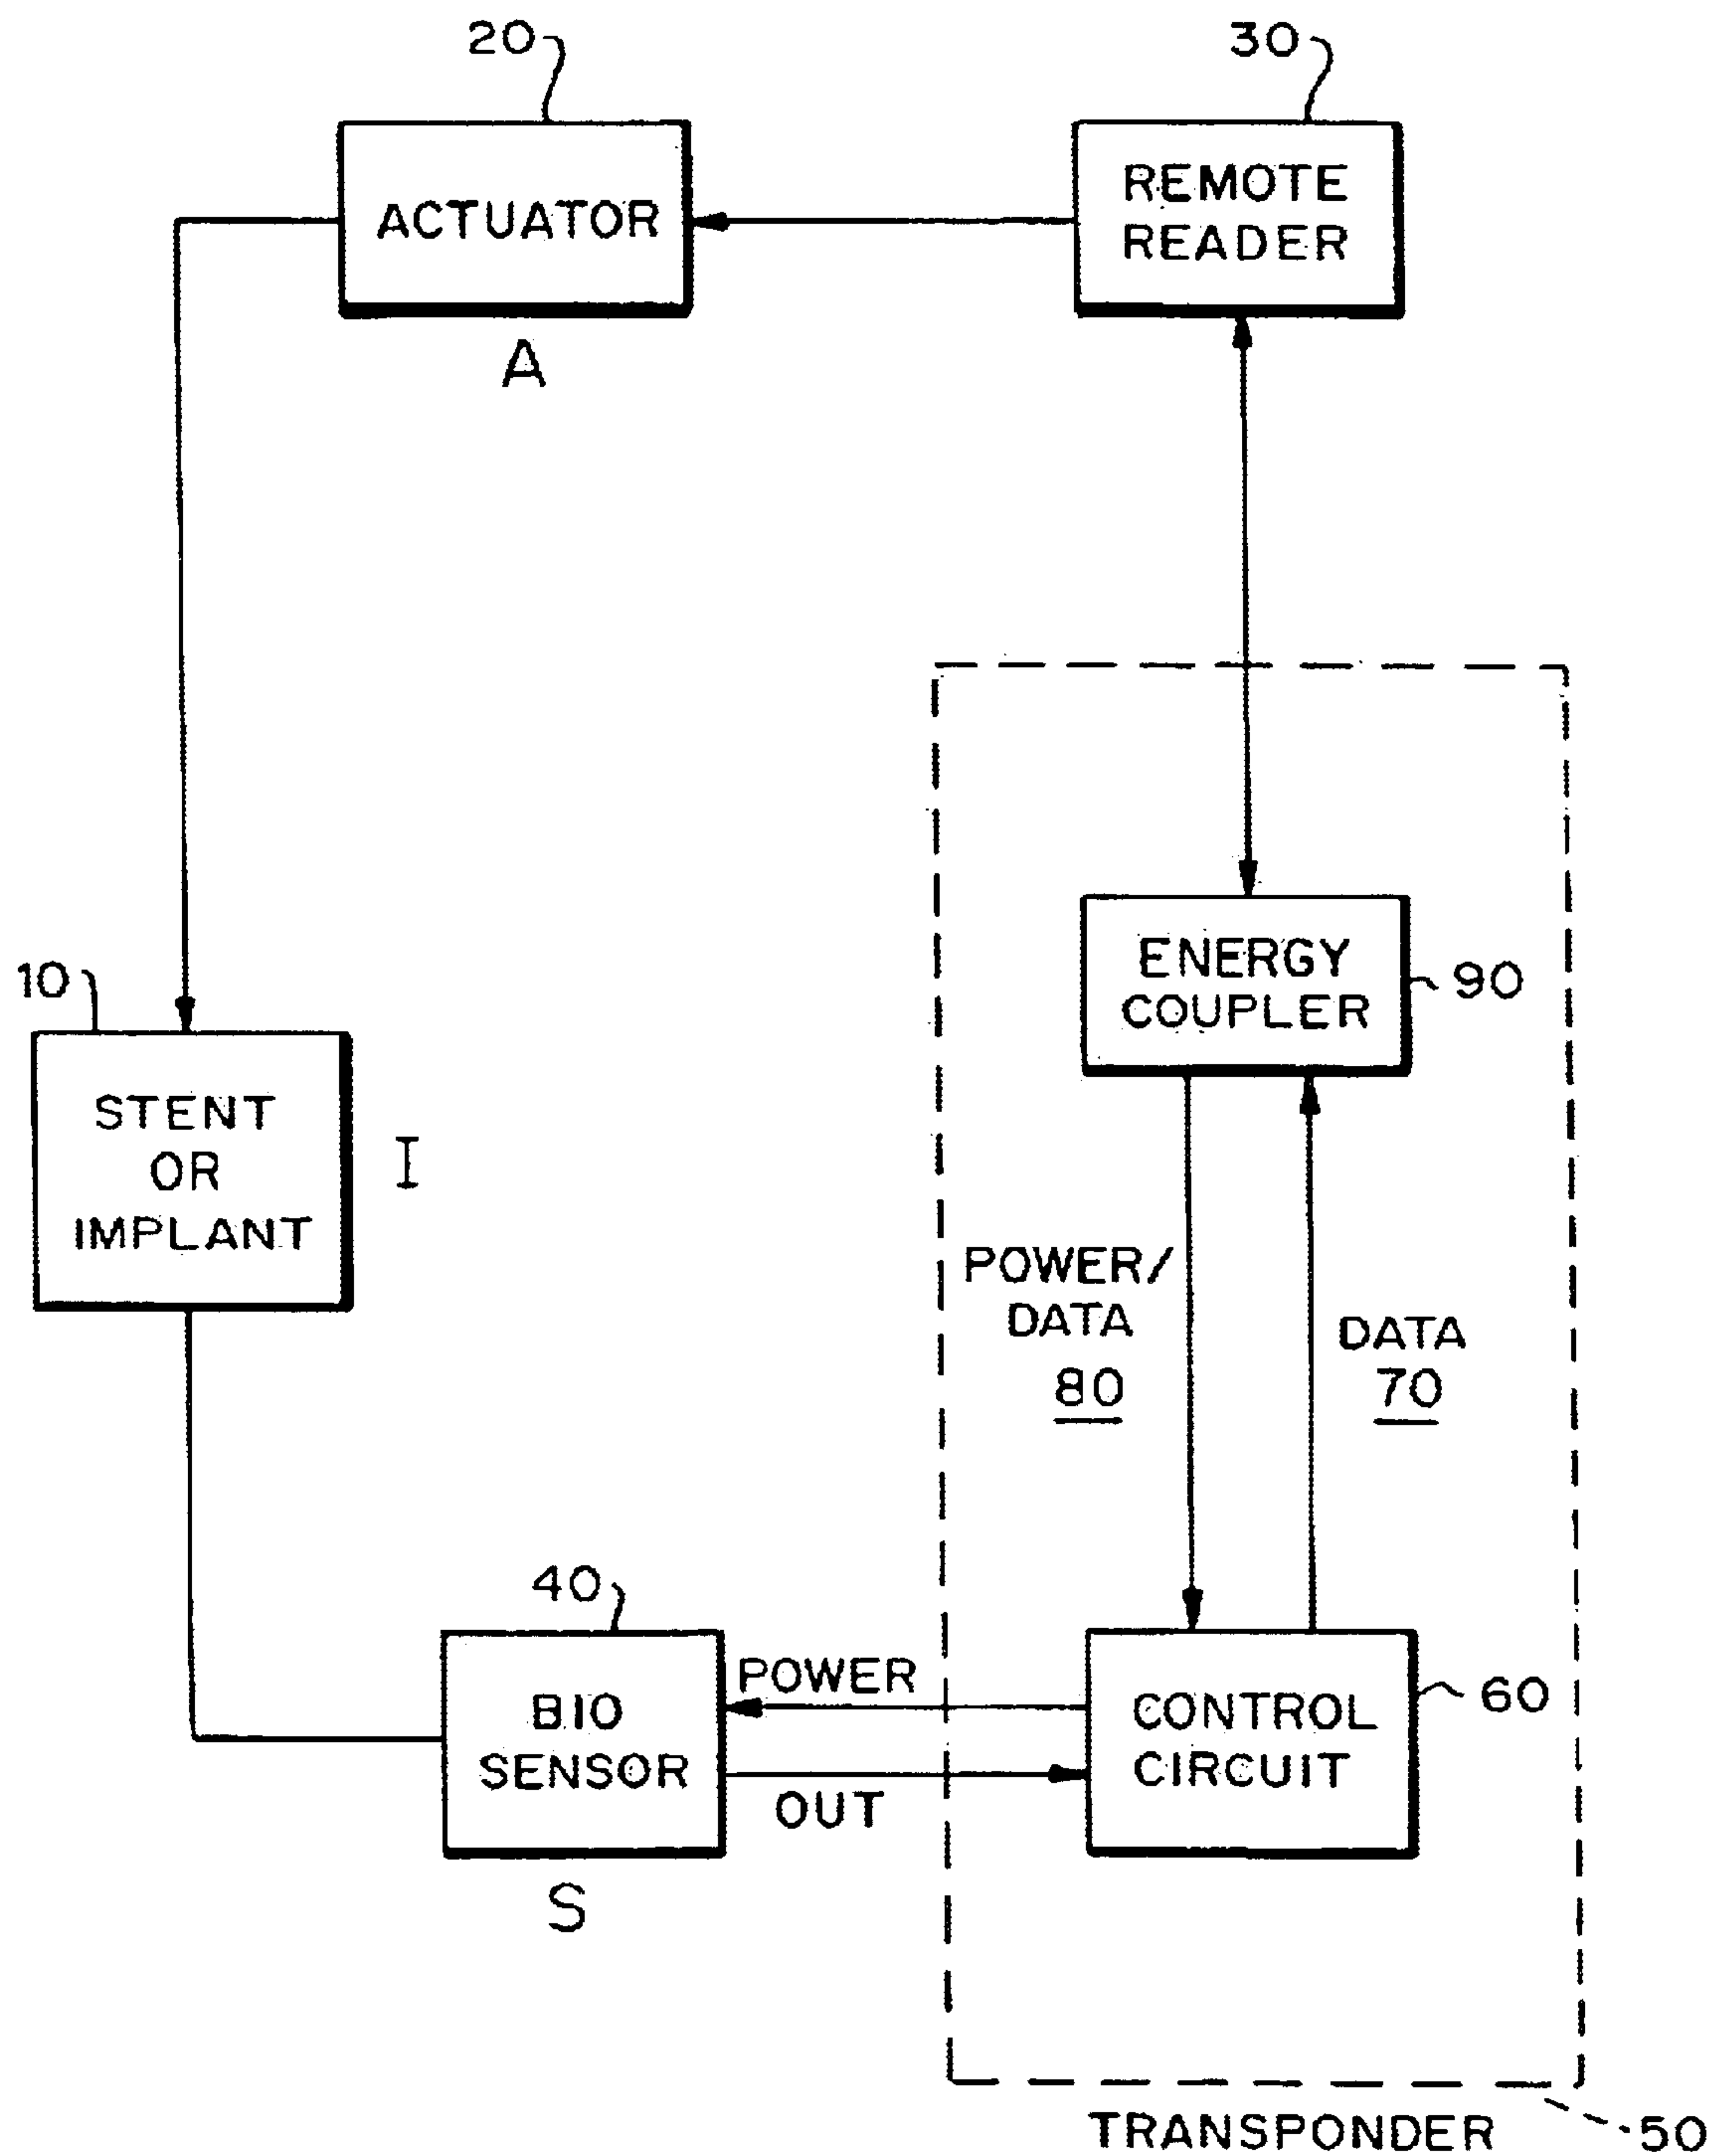 20
30
ACTUATOR
REMOTE
READER
A
10
STENT
OR
IMPLANT
I
ENERGY
COUPLER
90
POWER/
DATA
80
DATA
70
40
BIO
SENSOR
S
POWER
OUT
CONTROL
CIRCUIT
60
TRANSPONDER
50